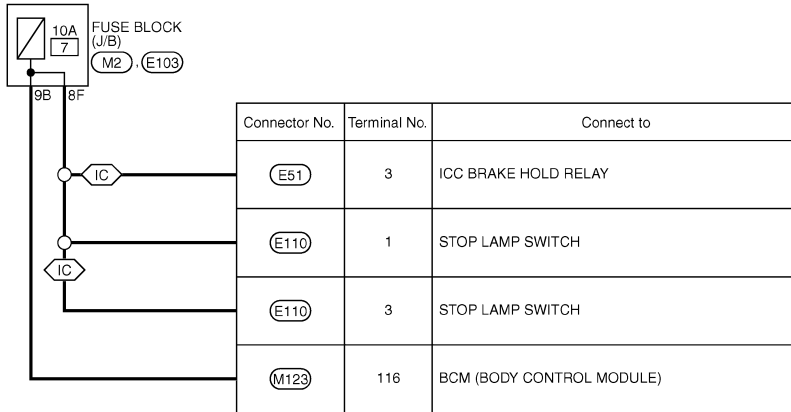 10A
7
FUSE BLOCK
(J/B)
M2 , E103
9B 8F
Connector No. Terminal No. Connect to
IC E51 3 ICC BRAKE HOLD RELAY
E110 1 STOP LAMP SWITCH
IC
E110 3 STOP LAMP SWITCH
M123 116 BCM (BODY CONTROL MODULE)